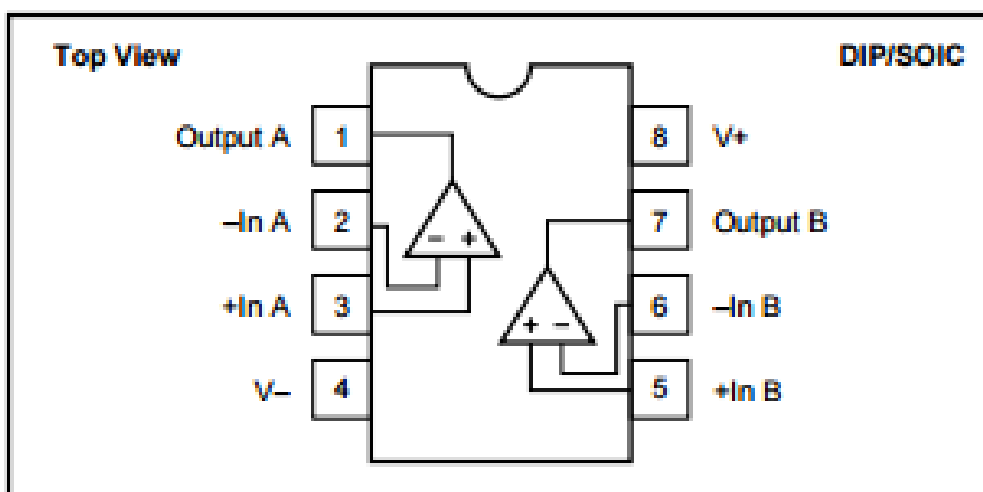 Top View
DIP/SOIC
Output A 1
8 V+
–In A 2
7 Output B
– +
+In A 3
6 –In B
+ –
V– 4
5 +In B